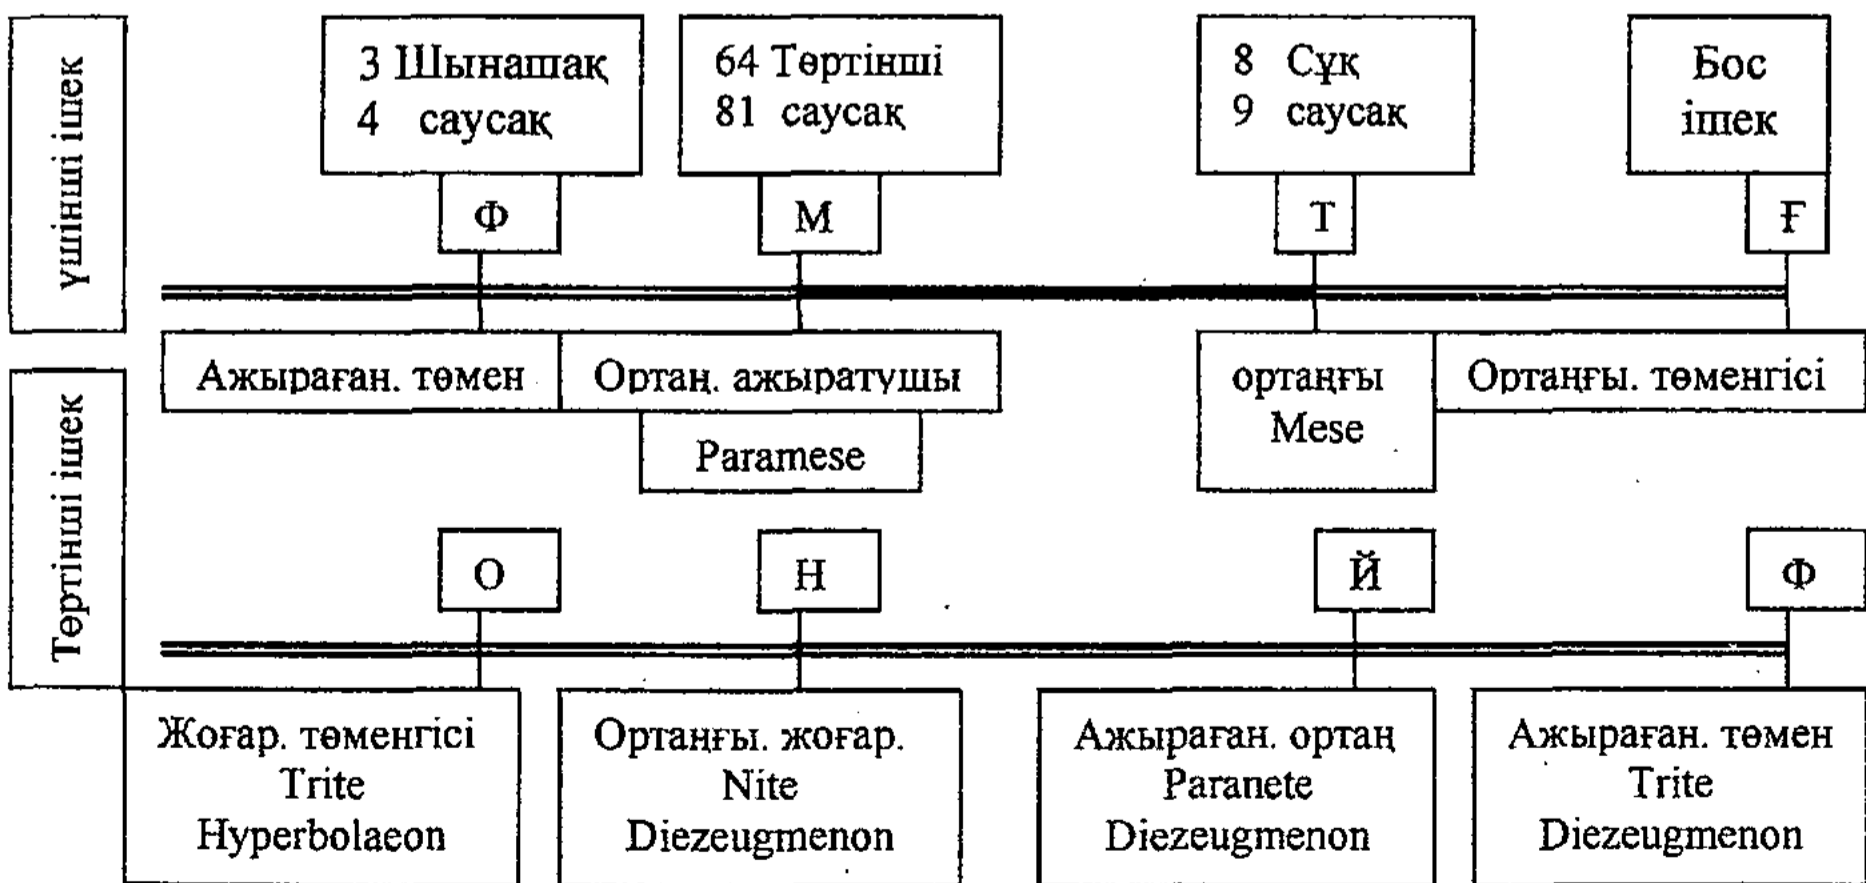 үшінші ішек
3 Шынашақ
4 саусақ
64 Төртінші
81 саусақ
8 Сұқ
9 саусақ
Бос
ішек
Ф
М
Т
Ғ
Ажыраған. төмен
Ортаң. ажыратушы
Paramese
ортаңғы
Mese
Ортаңғы. төменгісі
Төртінші ішек
О
Н
Й
Ф
Жоғар. төменгісі
Trite
Hyperbolaeon
Ортаңғы. жоғар.
Nite
Diezeugmenon
Ажыраған. ортаң
Paranete
Diezeugmenon
Ажыраған. төмен
Trite
Diezeugmenon